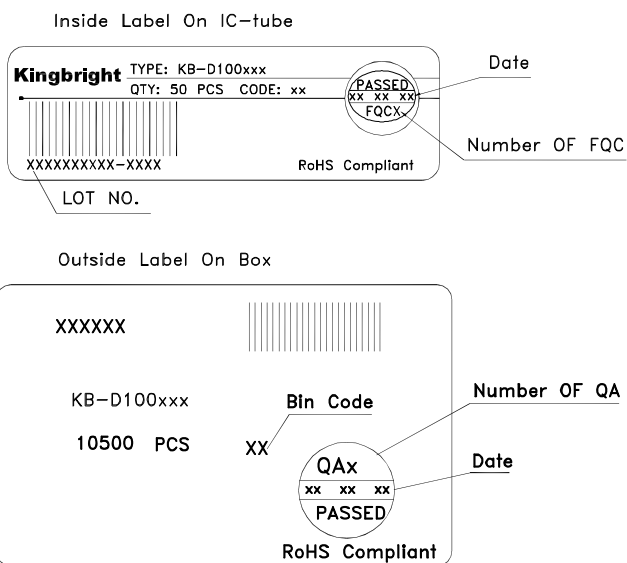 Inside Label On IC-tube
Kingbright
TYPE: KB-D100xxx
QTY: 50 PCS CODE: xx
PASSED
xx xx xx
FQCX
Date
Number OF FQC
XXXXXXXXXX-XXXX
RoHS Compliant
LOT NO.
Outside Label On Box
XXXXXX
KB-D100xxx
Bin Code
Number OF QA
10500 PCS
XX
QAx
Date
xx xx xx
PASSED
RoHS Compliant